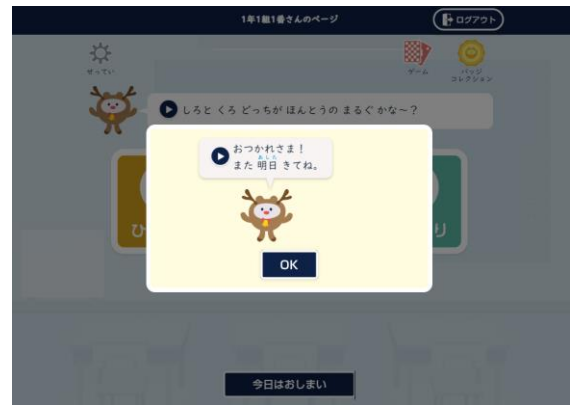 1年1組1番さんのページ
ログアウト
せってい
ゲーム
バッジ
コレクション
しろと くろ どっちが ほんとうの まるぐ かな～？
おつかれさま！
また 明日 きてね。
あした
ひ
り
OK
今日はおしまい